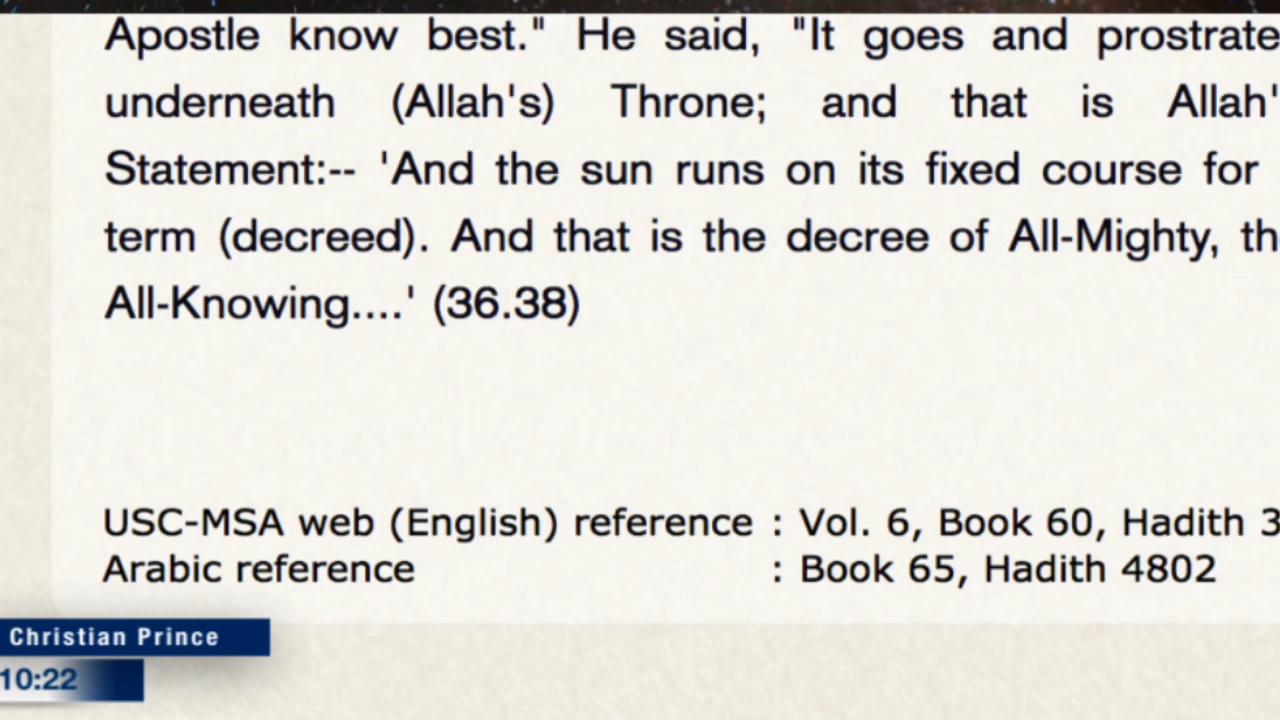 Apostle know best." He said, "It goes and prostrate
underneath (Allah's) Throne; and that is Allah'
Statement:-- 'And the sun runs on its fixed course for
term (decreed). And that is the decree of All-Mighty, th
All-Knowing....' (36.38)
USC-MSA web (English) reference : Vol. 6, Book 60, Hadith 3
Arabic reference : Book 65, Hadith 4802
Christian Prince
10:22